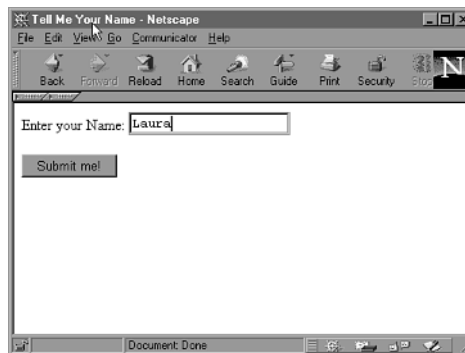 Tell Me Your Name - Netscape
File Edit View Go Communicator Help
Back Forward Reload Home Search Guide Print Security Stop N
Enter your Name: Laura
Submit me!
Document: Done